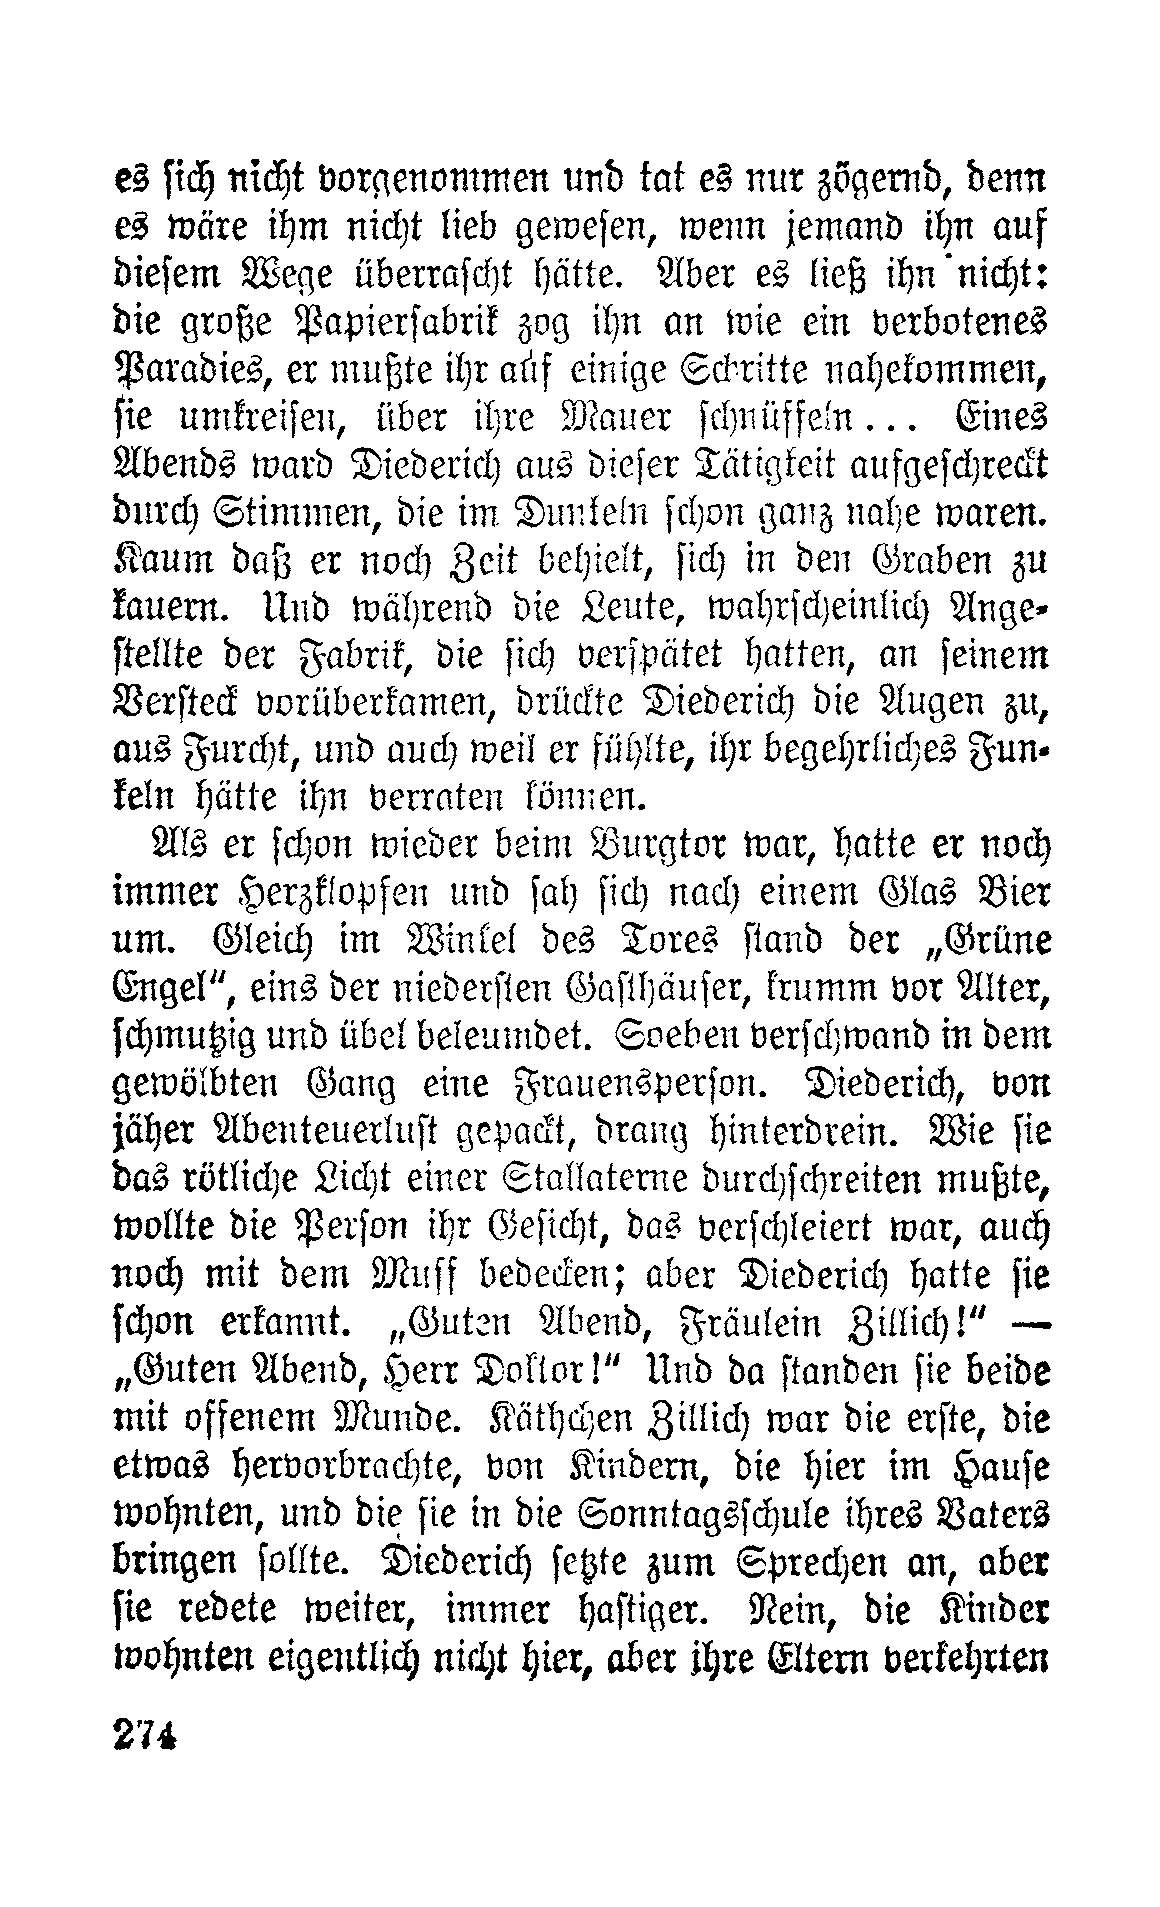 es ſich nicht vorgenommen und tat es nur zögernd, denn
es wäre ihm nicht lieb geweſen, wenn jemand ihn auf
dieſem Wege überraſcht hätte. Aber es ließ ihn nicht:
die große Papierfabrik zog ihn an wie ein verbotenes
Paradies, er mußte ihr auf einige Schritte nahekommen,
ſie umkreiſen, über ihre Mauer ſchnüffeln... Eines
Abends ward Diederich aus dieſer Tätigkeit aufgeſchreckt
durch Stimmen, die im Dunkeln ſchon ganz nahe waren.
Kaum daß er noch Zeit behielt, ſich in den Graben zu
kauern. Und während die Leute, wahrſcheinlich Ange-
ſtellte der Fabrik, die ſich verſpätet hatten, an ſeinem
Verſteck vorüberkamen, drückte Diederich die Augen zu,
aus Furcht, und auch weil er fühlte, ihr begehrliches Fun-
keln hätte ihn verraten können.
Als er ſchon wieder beim Burgtor war, hatte er noch
immer Herzklopfen und ſah ſich nach einem Glas Bier
um. Gleich im Winkel des Tores ſtand der „Grüne
Engel“, eins der niederſten Gaſthäuſer, krumm vor Alter,
ſchmutzig und übel beleumdet. Soeben verſchwand in dem
gewölbten Gang eine Frauensperſon. Diederich, von
jäher Abenteuerluſt gepackt, drang hinterdrein. Wie ſie
das rötliche Licht einer Stallaterne durchſchreiten mußte,
wollte die Perſon ihr Geſicht, das verſchleiert war, auch
noch mit dem Muff bedecken; aber Diederich hatte ſie
ſchon erkannt. „Guten Abend, Fräulein Zillich!“ —
„Guten Abend, Herr Doktor!“ Und da ſtanden ſie beide
mit offenem Munde. Käthchen Zillich war die erſte, die
etwas hervorbrachte, von Kindern, die hier im Hauſe
wohnten, und die ſie in die Sonntagsſchule ihres Vaters
bringen ſollte. Diederich ſetzte zum Sprechen an, aber
ſie redete weiter, immer haſtiger. Nein, die Kinder
wohnten eigentlich nicht hier, aber ihre Eltern verkehrten
274